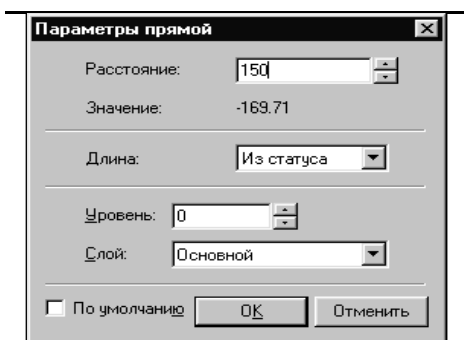 Параметры прямой
Расстояние: 150
Значение: -169.71
Длина: Из статуса
Уровень: 0
Слой: Основной
По умолчанию OK Отменить